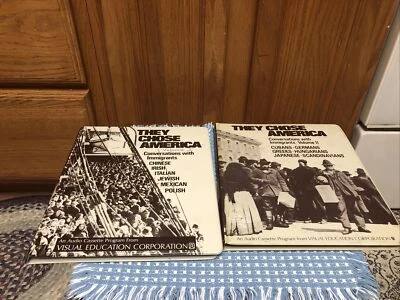 THEY CHOSE
AMERICA
Conversations with
Immigrants
CHINESE
IRISH
ITALIAN
JEWISH
MEXICAN
POLISH
An Audio Cassette Program from
VISUAL EDUCATION CORPORATION
THEY CHOSE
AMERICA
Conversations with
Immigrants, Volume II
CUBANS·GERMANS
GREEKS·HUNGARIANS
JAPANESE·SCANDINAVIANS
An Audio Cassette Program from VISUAL EDUCATION CORPORATION